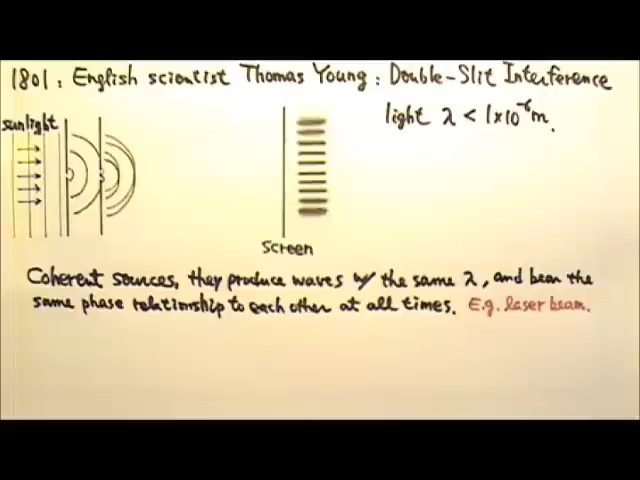 1801: English scientist Thomas Young: Double-Slit Interference
light λ < 1×10⁻⁶m.
sunlight
screen
Coherent sources, they produce waves w/ the same λ, and bear the
same phase relationship to each other at all times. E.g. laser beam.